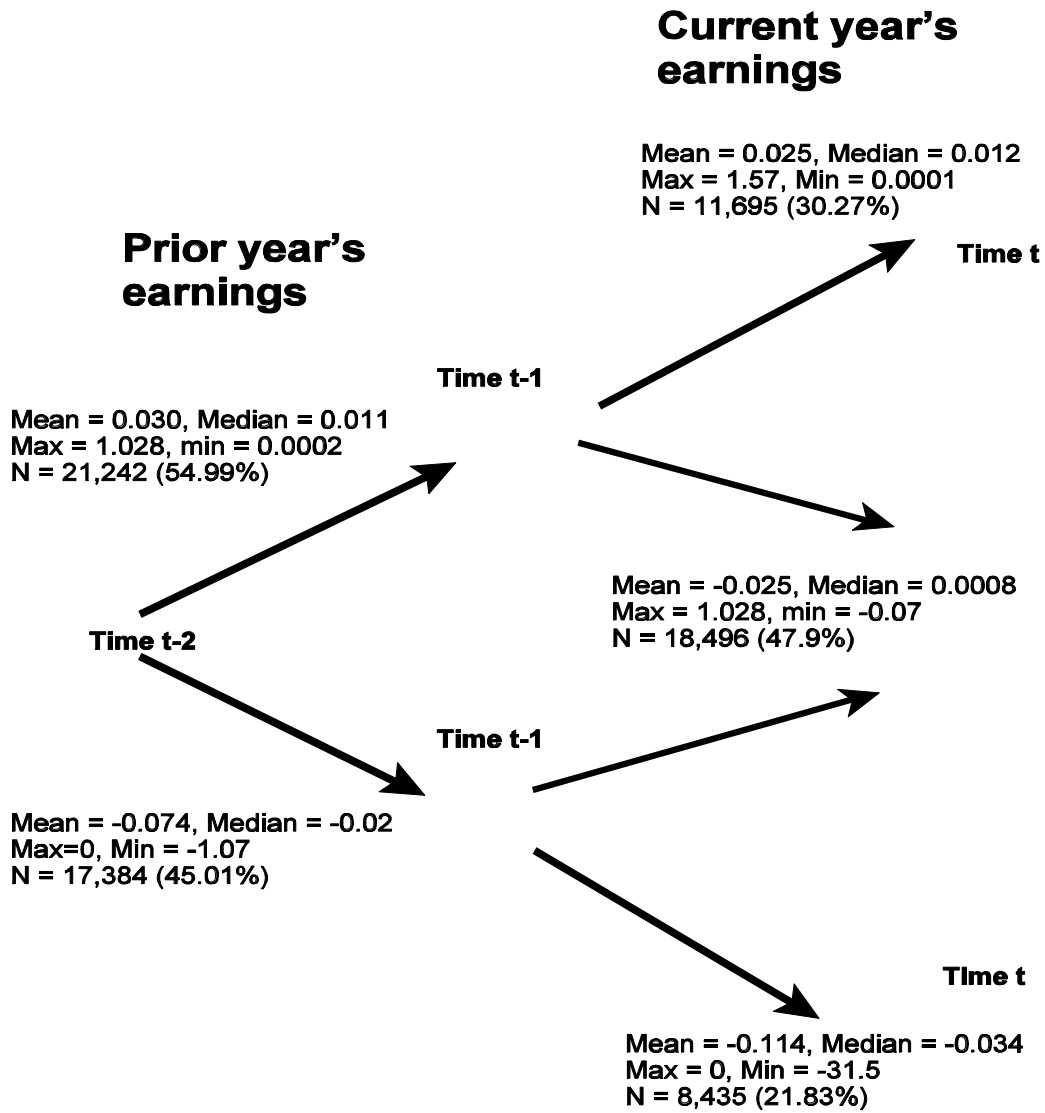 Current year’s
earnings
Mean = 0.025, Median = 0.012
Max = 1.57, Min = 0.0001
N = 11,695 (30.27%)
Time t
Prior year’s
earnings
Time t-1
Mean = 0.030, Median = 0.011
Max = 1.028, min = 0.0002
N = 21,242 (54.99%)
Mean = -0.025, Median = 0.0008
Max = 1.028, min = -0.07
N = 18,496 (47.9%)
Time t-2
Time t-1
Mean = -0.074, Median = -0.02
Max=0, Min = -1.07
N = 17,384 (45.01%)
TIme t
Mean = -0.114, Median = -0.034
Max = 0, Min = -31.5
N = 8,435 (21.83%)